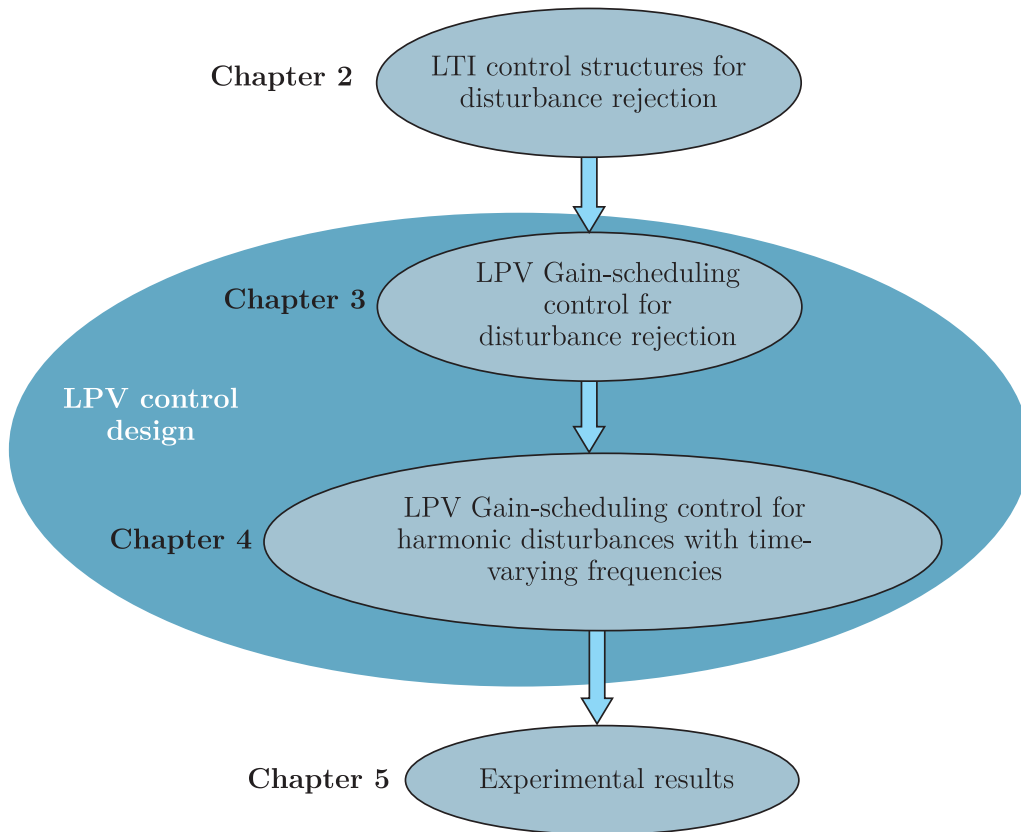 Chapter 2
LTI control structures for
disturbance rejection
Chapter 3
LPV Gain-scheduling
control for
disturbance rejection
LPV control
design
Chapter 4
LPV Gain-scheduling control for
harmonic disturbances with time-
varying frequencies
Chapter 5
Experimental results